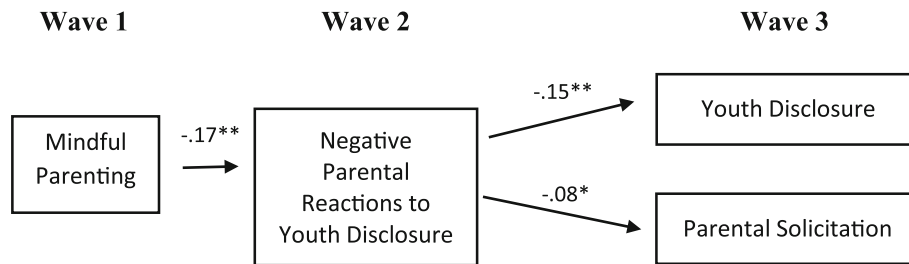 Wave 1
Wave 2
Wave 3
Mindful
Parenting
-.17**
Negative
Parental
Reactions to
Youth Disclosure
-.15**
-.08*
Youth Disclosure
Parental Solicitation